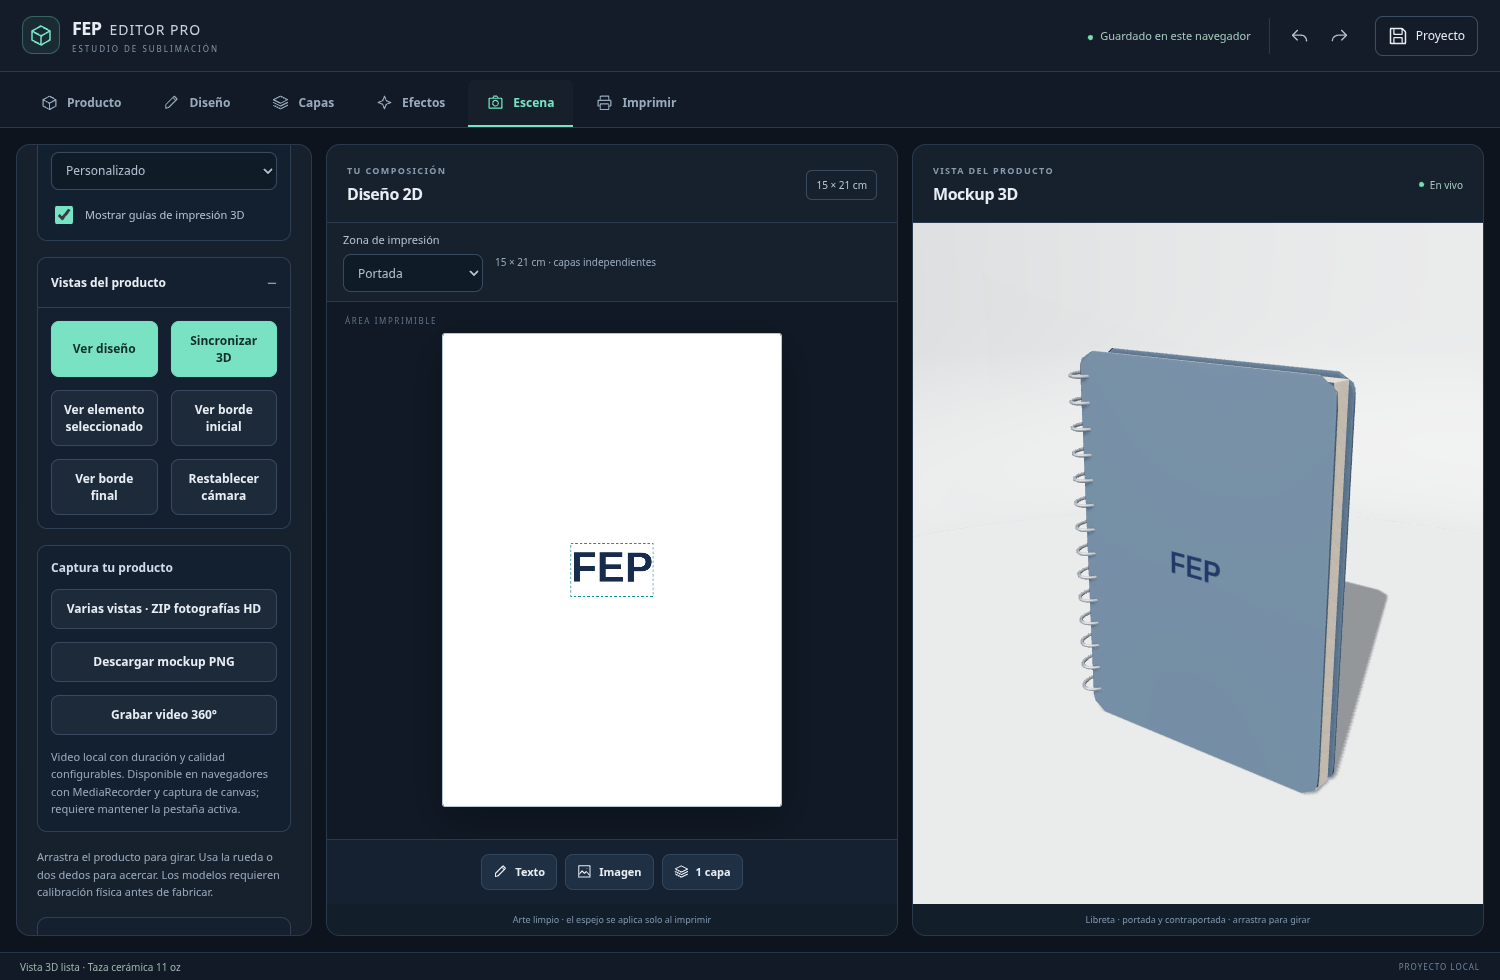 FEP EDITOR PRO
ESTUDIO DE SUBLIMACIÓN
Guardado en este navegador
Proyecto
Producto
Diseño
Capas
Efectos
Escena
Imprimir
Personalizado
Mostrar guías de impresión 3D
Vistas del producto
Ver diseño
Sincronizar
3D
Ver elemento
seleccionado
Ver borde
inicial
Ver borde
final
Restablecer
cámara
Captura tu producto
Varias vistas · ZIP fotografías HD
Descargar mockup PNG
Grabar video 360°
Video local con duración y calidad
configurables. Disponible en navegadores
con MediaRecorder y captura de canvas;
requiere mantener la pestaña activa.
Arrastra el producto para girar. Usa la rueda o
dos dedos para acercar. Los modelos requieren
calibración física antes de fabricar.
TU COMPOSICIÓN
Diseño 2D
15 × 21 cm
Zona de impresión
Portada
15 × 21 cm · capas independientes
ÁREA IMPRIMIBLE
FEP
Texto
Imagen
1 capa
Arte limpio · el espejo se aplica solo al imprimir
VISTA DEL PRODUCTO
Mockup 3D
En vivo
FEP
Libreta · portada y contraportada · arrastra para girar
Vista 3D lista · Taza cerámica 11 oz
PROYECTO LOCAL